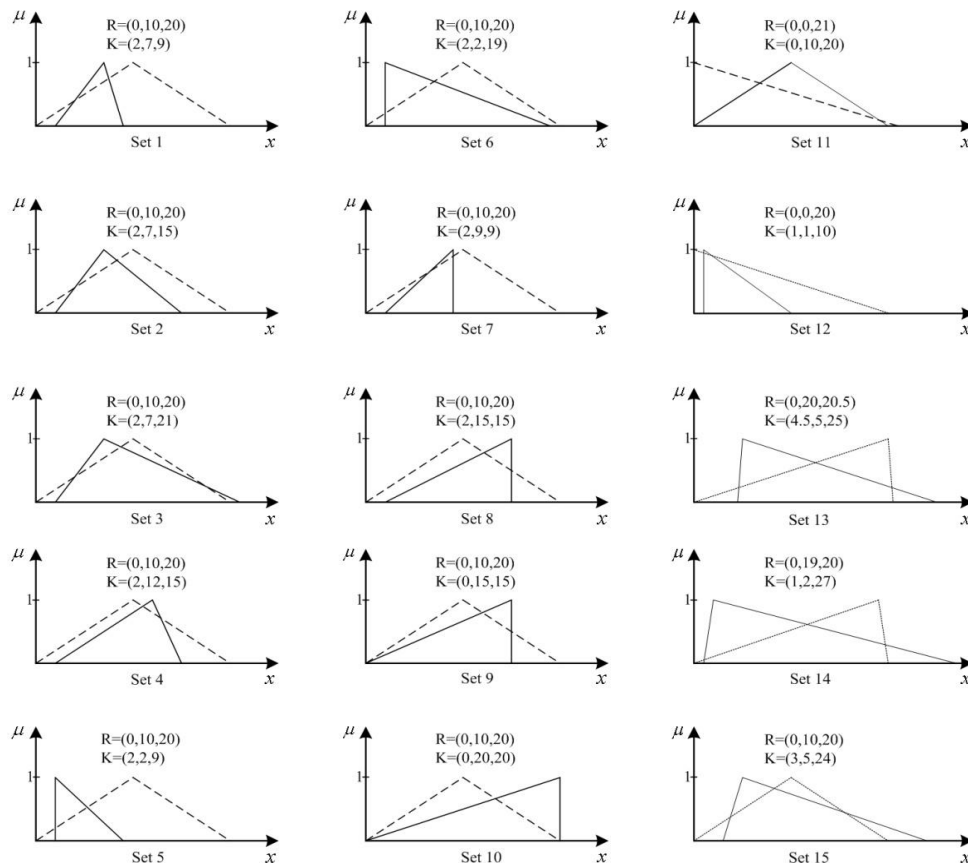 μ
R=(0,10,20)
K=(2,7,9)
1
x
Set 1
μ
R=(0,10,20)
K=(2,2,19)
1
x
Set 6
μ
R=(0,0,21)
K=(0,10,20)
1
x
Set 11
μ
R=(0,10,20)
K=(2,7,15)
1
x
Set 2
μ
R=(0,10,20)
K=(2,9,9)
1
x
Set 7
μ
R=(0,0,20)
K=(1,1,10)
1
x
Set 12
μ
R=(0,10,20)
K=(2,7,21)
1
x
Set 3
μ
R=(0,10,20)
K=(2,15,15)
1
x
Set 8
μ
R=(0,20,20.5)
K=(4.5,5,25)
1
x
Set 13
μ
R=(0,10,20)
K=(2,12,15)
1
x
Set 4
μ
R=(0,10,20)
K=(0,15,15)
1
x
Set 9
μ
R=(0,19,20)
K=(1,2,27)
1
x
Set 14
μ
R=(0,10,20)
K=(2,2,9)
1
x
Set 5
μ
R=(0,10,20)
K=(0,20,20)
1
x
Set 10
μ
R=(0,10,20)
K=(3,5,24)
1
x
Set 15